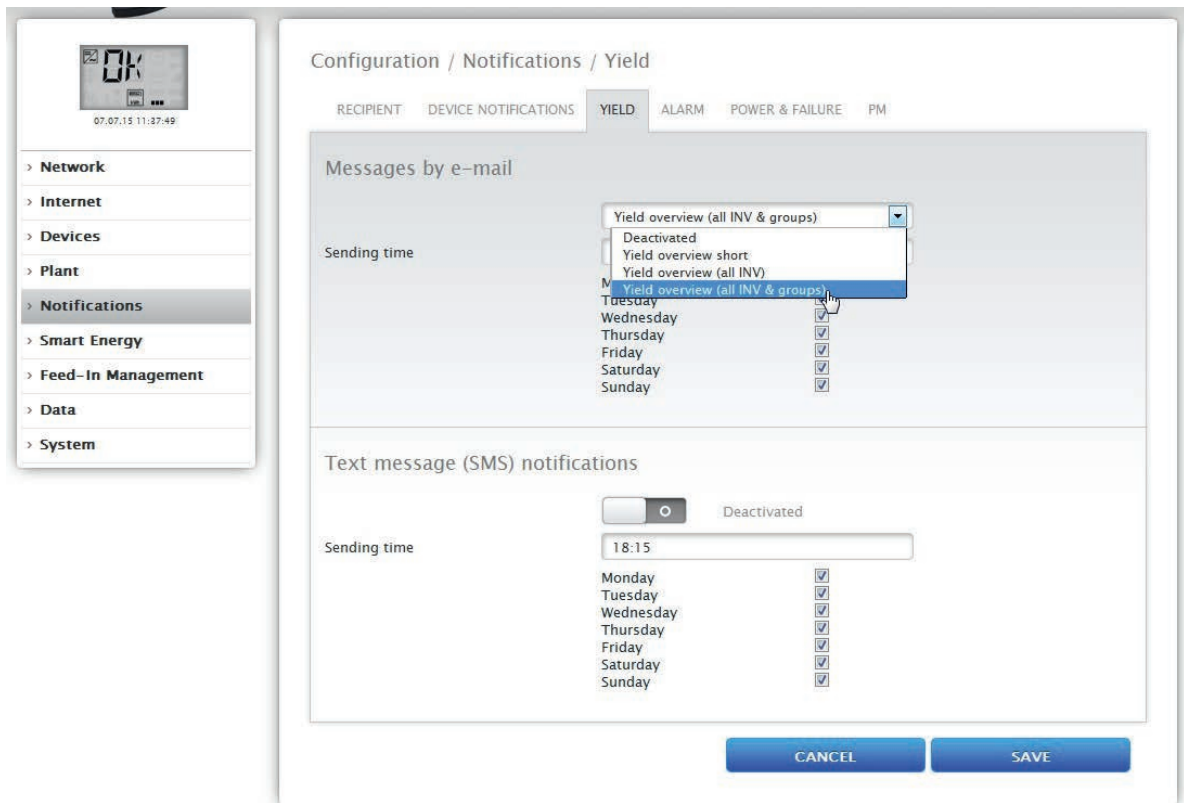 OK
07.07.15 11:37:49
Network
Internet
Devices
Plant
Notifications
Smart Energy
Feed-In Management
Data
System
Configuration / Notifications / Yield
RECIPIENT DEVICE NOTIFICATIONS YIELD ALARM POWER & FAILURE PM
Messages by e-mail
Yield overview (all INV & groups)
Deactivated
Sending time
Yield overview short
Yield overview (all INV)
Yield overview (all INV & groups)
Tuesday
Wednesday
Thursday
Friday
Saturday
Sunday
Text message (SMS) notifications
Deactivated
Sending time 18:15
Monday
Tuesday
Wednesday
Thursday
Friday
Saturday
Sunday
CANCEL SAVE